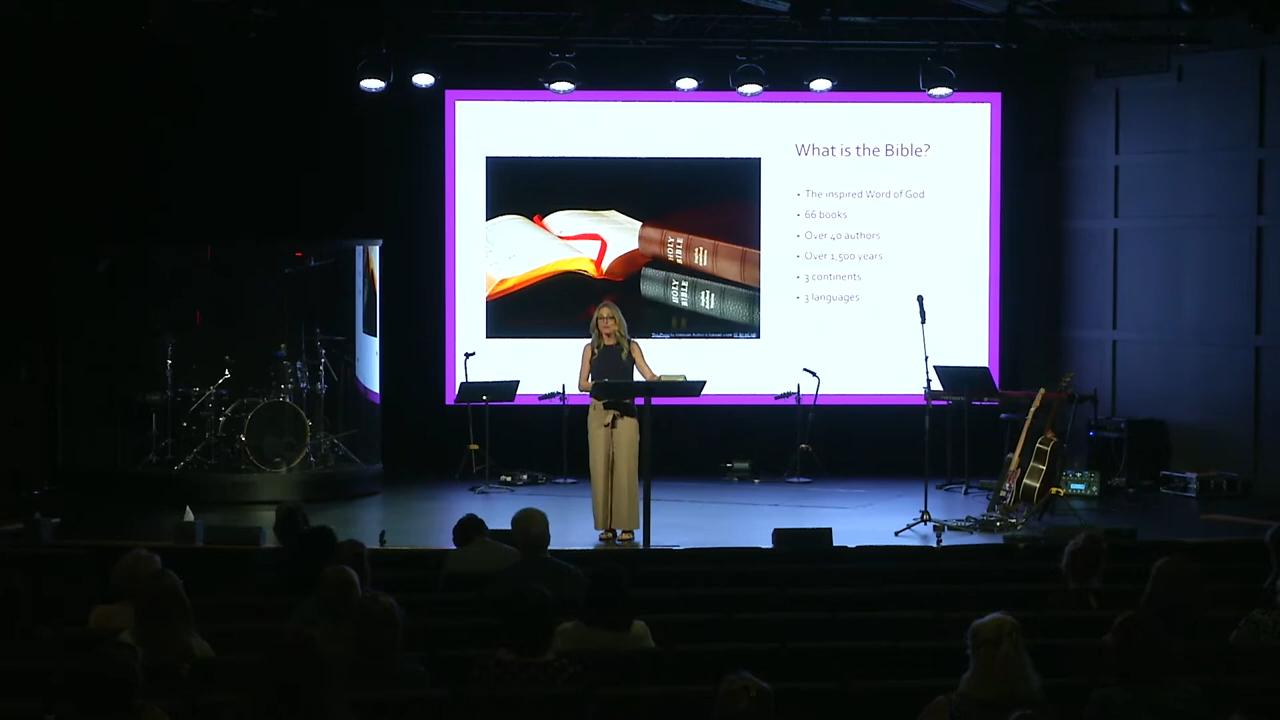 What is the Bible?
• The inspired Word of God
• 66 books
• Over 40 authors
• Over 1,500 years
• 3 continents
• 3 languages
HOLY BIBLE
HOLY BIBLE